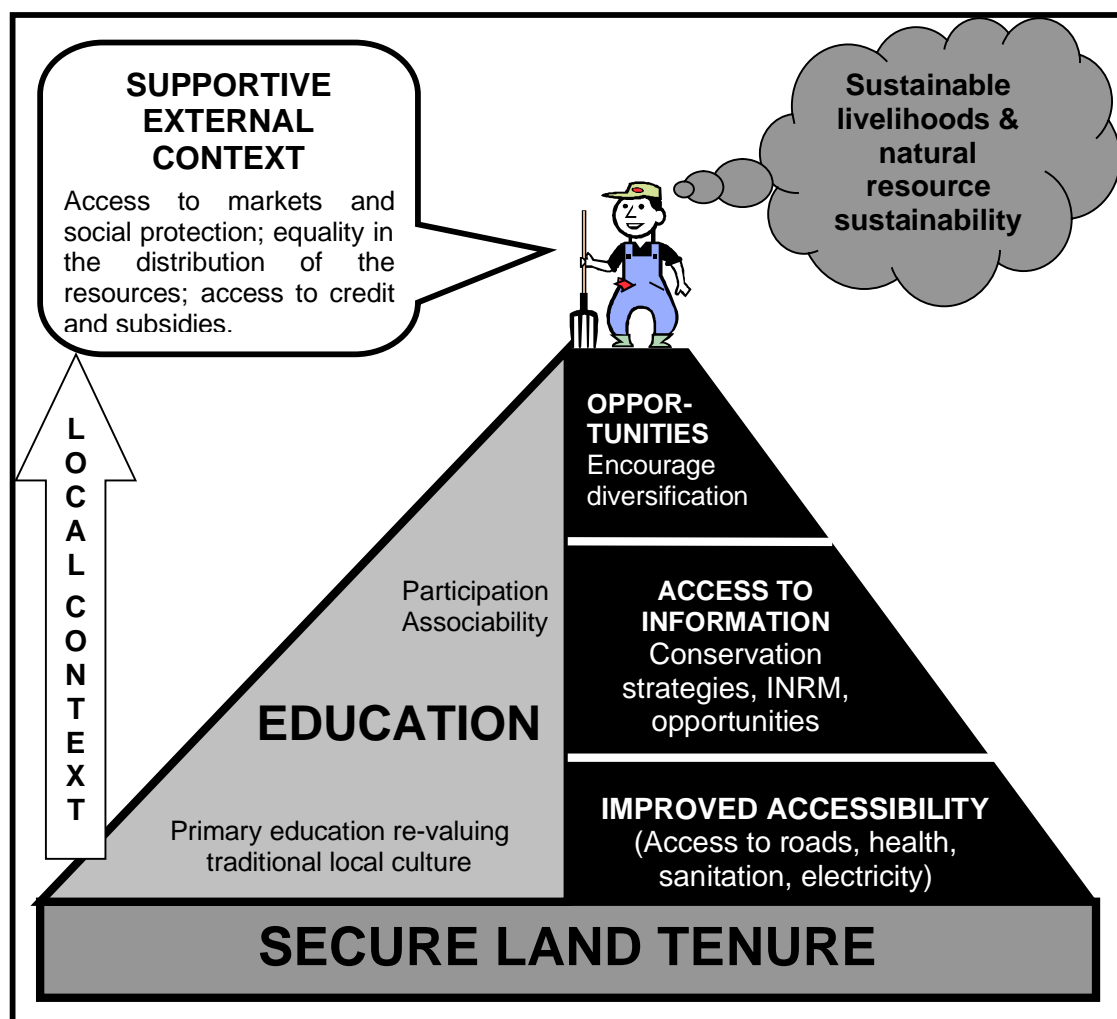 SUPPORTIVE
EXTERNAL
CONTEXT
Access to markets and
social protection; equality in
the distribution of the
resources; access to credit
and subsidies.
Sustainable
livelihoods &
natural
resource
sustainability
LOCAL CONTEXT
OPPOR-
TUNITIES
Encourage
diversification
Participation
Associability
EDUCATION
Primary education re-valuing
traditional local culture
ACCESS TO
INFORMATION
Conservation
strategies, INRM,
opportunities
IMPROVED ACCESSIBILITY
(Access to roads, health,
sanitation, electricity)
SECURE LAND TENURE